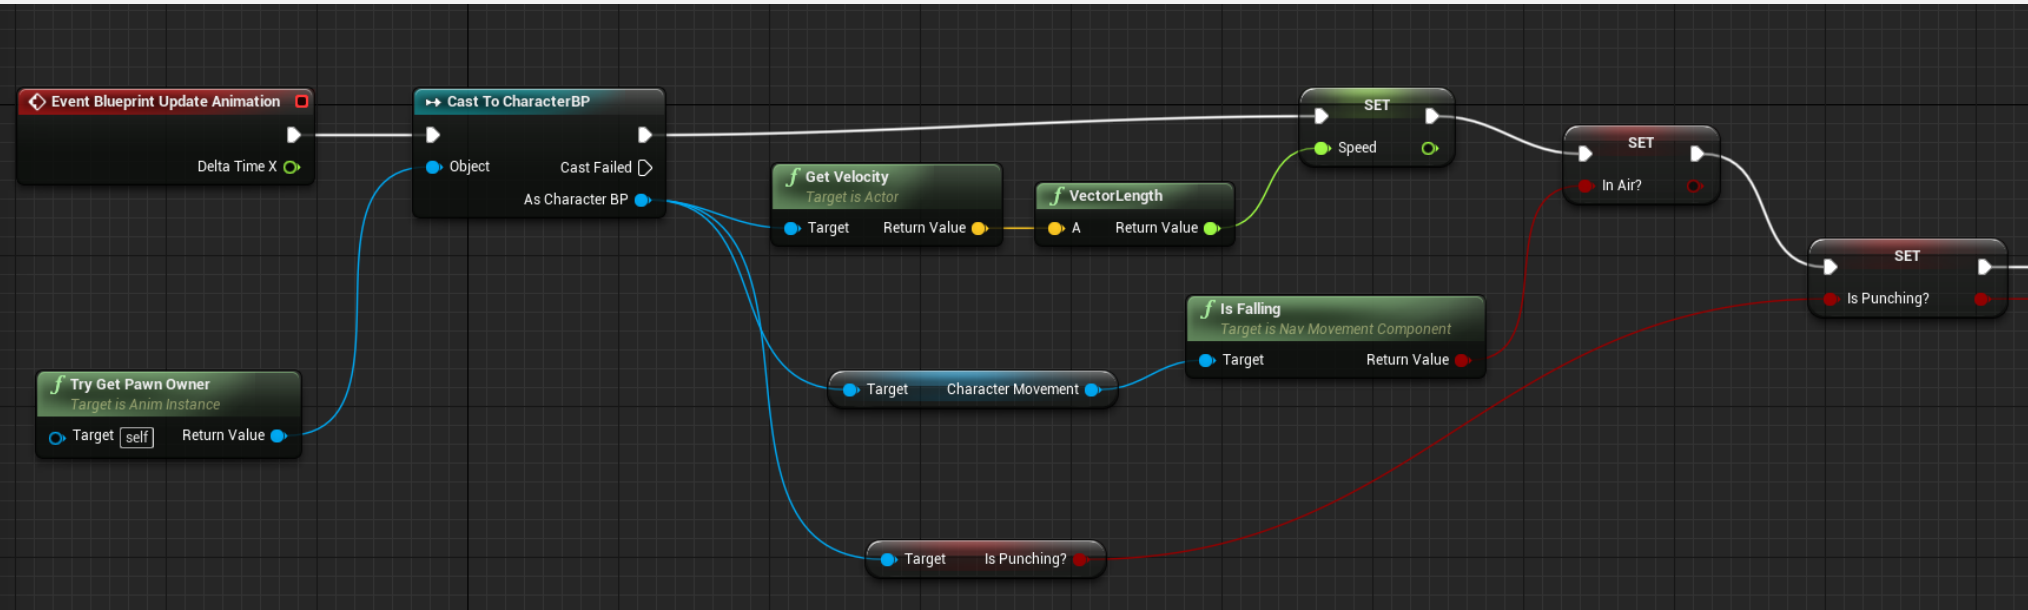 Event Blueprint Update Animation
Delta Time X
Cast To CharacterBP
Object
Cast Failed
As Character BP
Try Get Pawn Owner
Target is Anim Instance
Target self Return Value
Get Velocity
Target is Actor
Target Return Value
VectorLength
A Return Value
SET
Speed
SET
In Air?
SET
Is Punching?
Is Falling
Target is Nav Movement Component
Target Return Value
Target Character Movement
Target Is Punching?